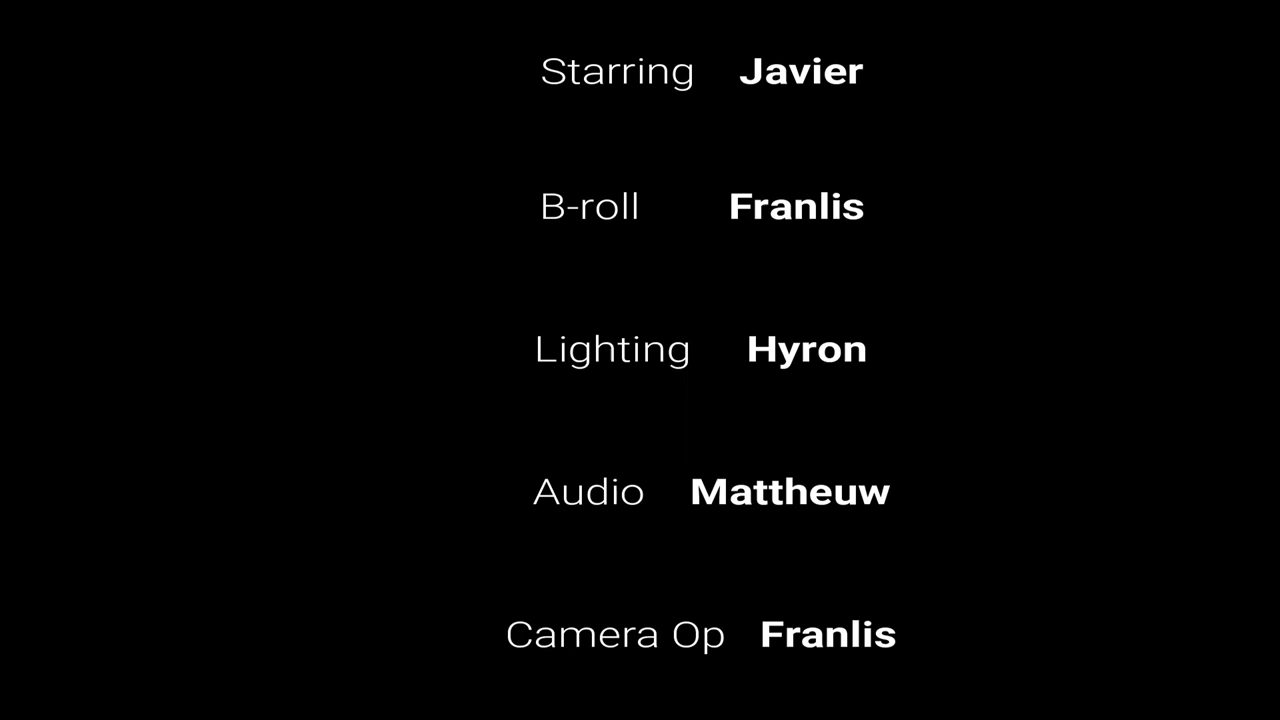 Starring Javier
B-roll Franlis
Lighting Hyron
Audio Mattheuw
Camera Op Franlis